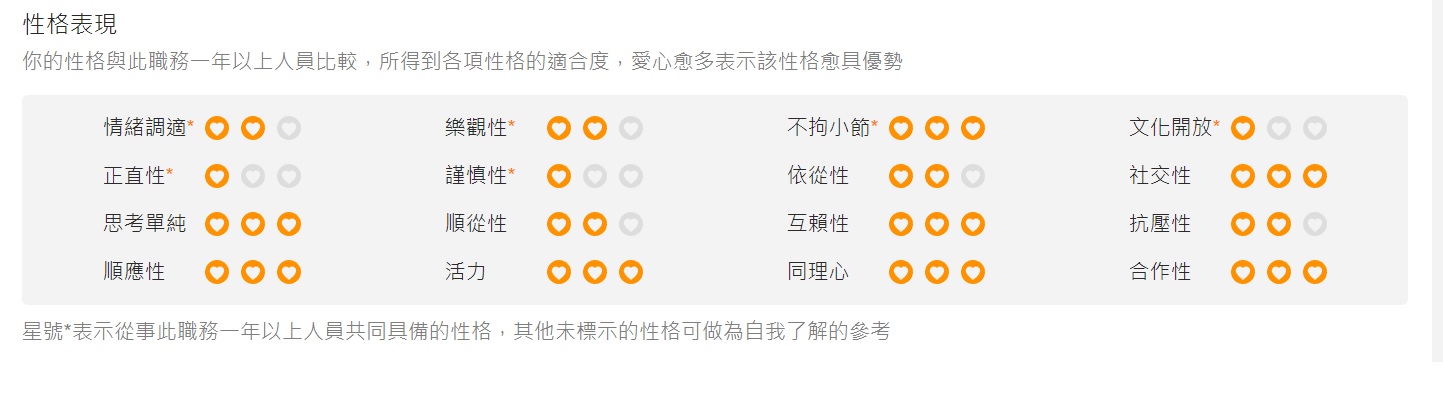 性格表現
你的性格與此職務一年以上人員比較，所得到各項性格的適合度，愛心愈多表示該性格愈具優勢
情緒調適* 樂觀性* 不拘小節* 文化開放*
正直性* 謹慎性* 依從性 社交性
思考單純 順從性 互賴性 抗壓性
順應性 活力 同理心 合作性
星號*表示從事此職務一年以上人員共同具備的性格，其他未標示的性格可做為自我了解的參考